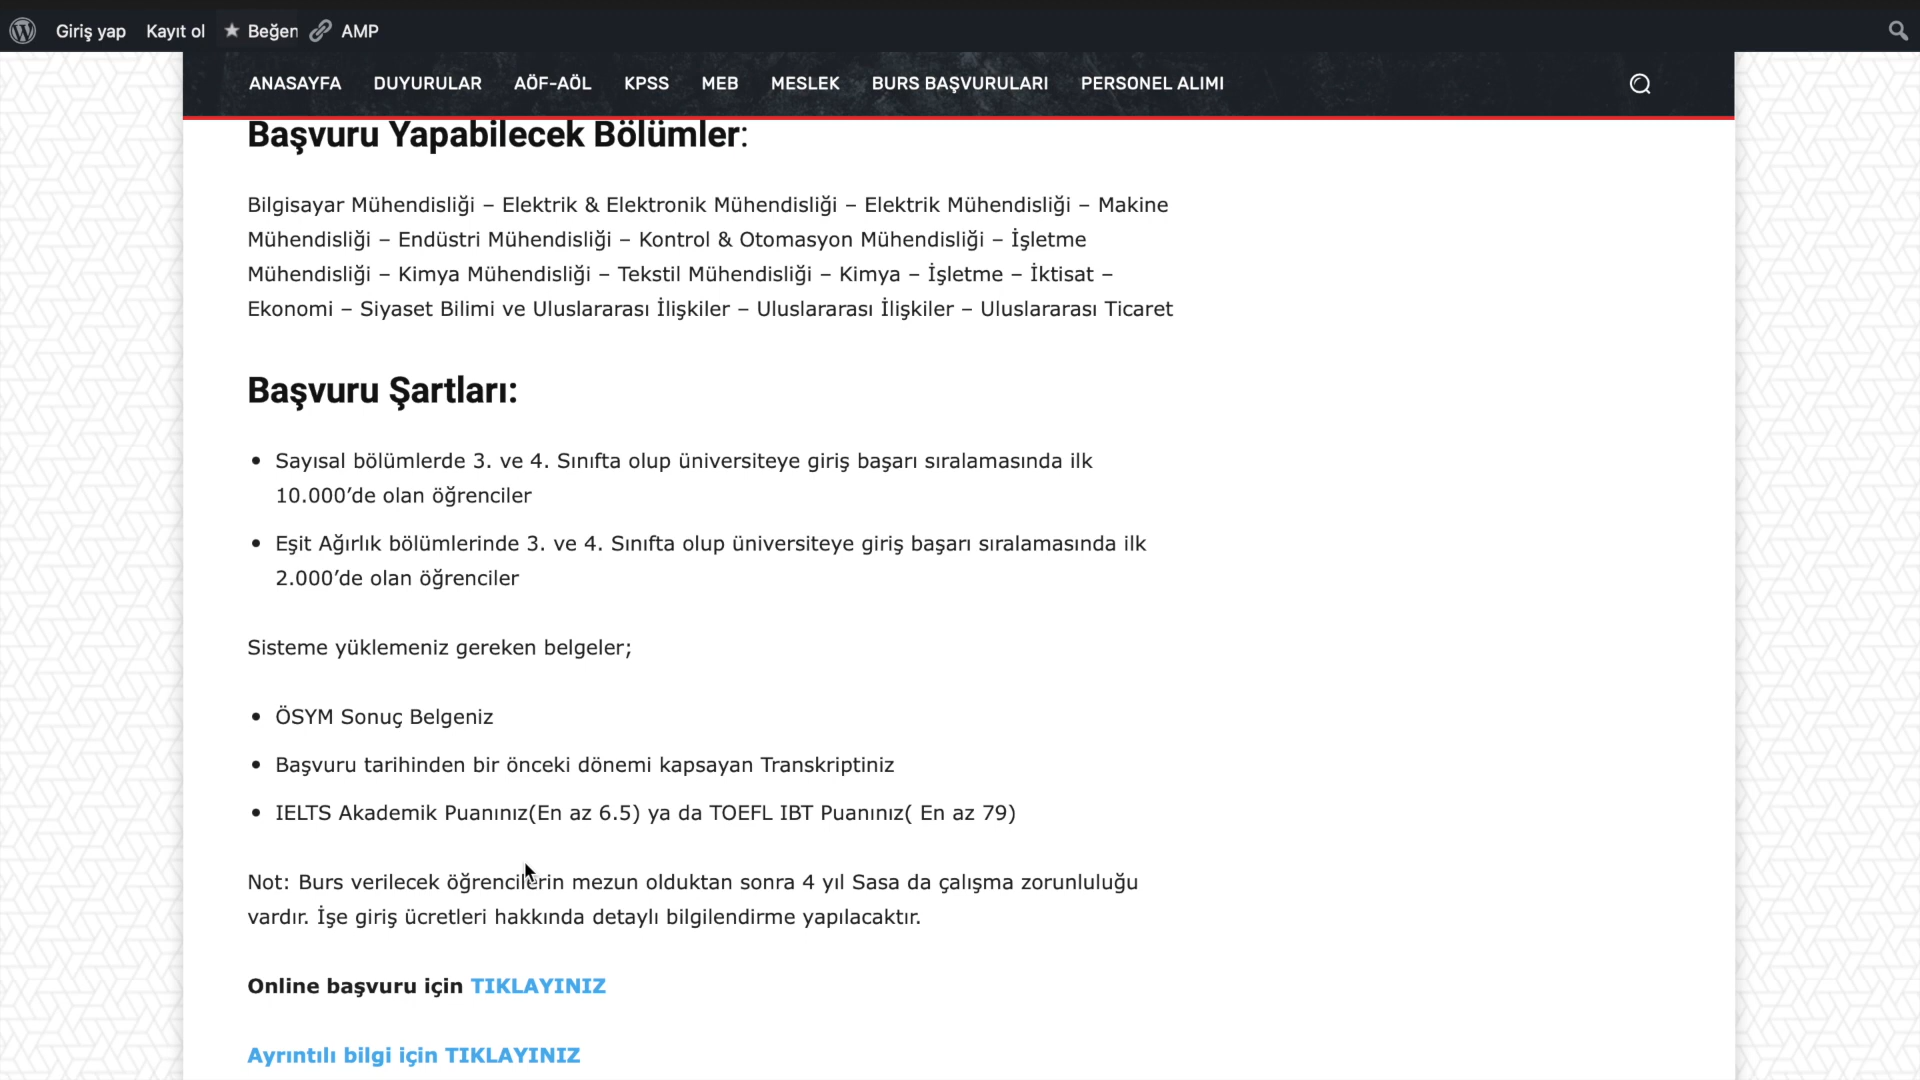 Giriş yap Kayıt ol Beğen AMP
ANASAYFA DUYURULAR AÖF-AÖL KPSS MEB MESLEK BURS BAŞVURULARI PERSONEL ALIMI
Başvuru Yapabilecek Bölümler:
Bilgisayar Mühendisliği – Elektrik & Elektronik Mühendisliği – Elektrik Mühendisliği – Makine
Mühendisliği – Endüstri Mühendisliği – Kontrol & Otomasyon Mühendisliği – İşletme
Mühendisliği – Kimya Mühendisliği – Tekstil Mühendisliği – Kimya – İşletme – İktisat –
Ekonomi – Siyaset Bilimi ve Uluslararası İlişkiler – Uluslararası İlişkiler – Uluslararası Ticaret
Başvuru Şartları:
• Sayısal bölümlerde 3. ve 4. Sınıfta olup üniversiteye giriş başarı sıralamasında ilk
10.000’de olan öğrenciler
• Eşit Ağırlık bölümlerinde 3. ve 4. Sınıfta olup üniversiteye giriş başarı sıralamasında ilk
2.000’de olan öğrenciler
Sisteme yüklemeniz gereken belgeler;
• ÖSYM Sonuç Belgeniz
• Başvuru tarihinden bir önceki dönemi kapsayan Transkriptiniz
• IELTS Akademik Puanınız(En az 6.5) ya da TOEFL IBT Puanınız( En az 79)
Not: Burs verilecek öğrencilerin mezun olduktan sonra 4 yıl Sasa da çalışma zorunluluğu
vardır. İşe giriş ücretleri hakkında detaylı bilgilendirme yapılacaktır.
Online başvuru için TIKLAYINIZ
Ayrıntılı bilgi için TIKLAYINIZ